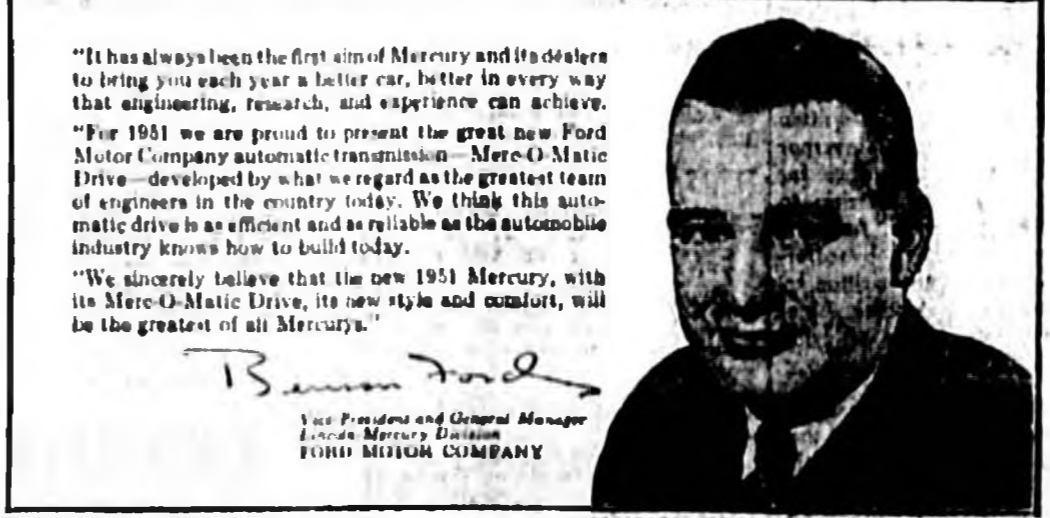 "It has always been the first aim of Mercury and its dealers
to bring you each year a better car, better in every way
that engineering, research, and experience can achieve.
"For 1951 we are proud to present the great new Ford
Motor Company automatic transmission—Merc-O-Matic
Drive—developed by what we regard as the greatest team
of engineers in the country today. We think this auto-
matic drive is as efficient and as reliable as the automobile
industry knows how to build today.
"We sincerely believe that the new 1951 Mercury, with
its Merc-O-Matic Drive, its new style and comfort, will
be the greatest of all Mercurys."
Benson Ford
Vice President and General Manager
Lincoln-Mercury Division
FORD MOTOR COMPANY